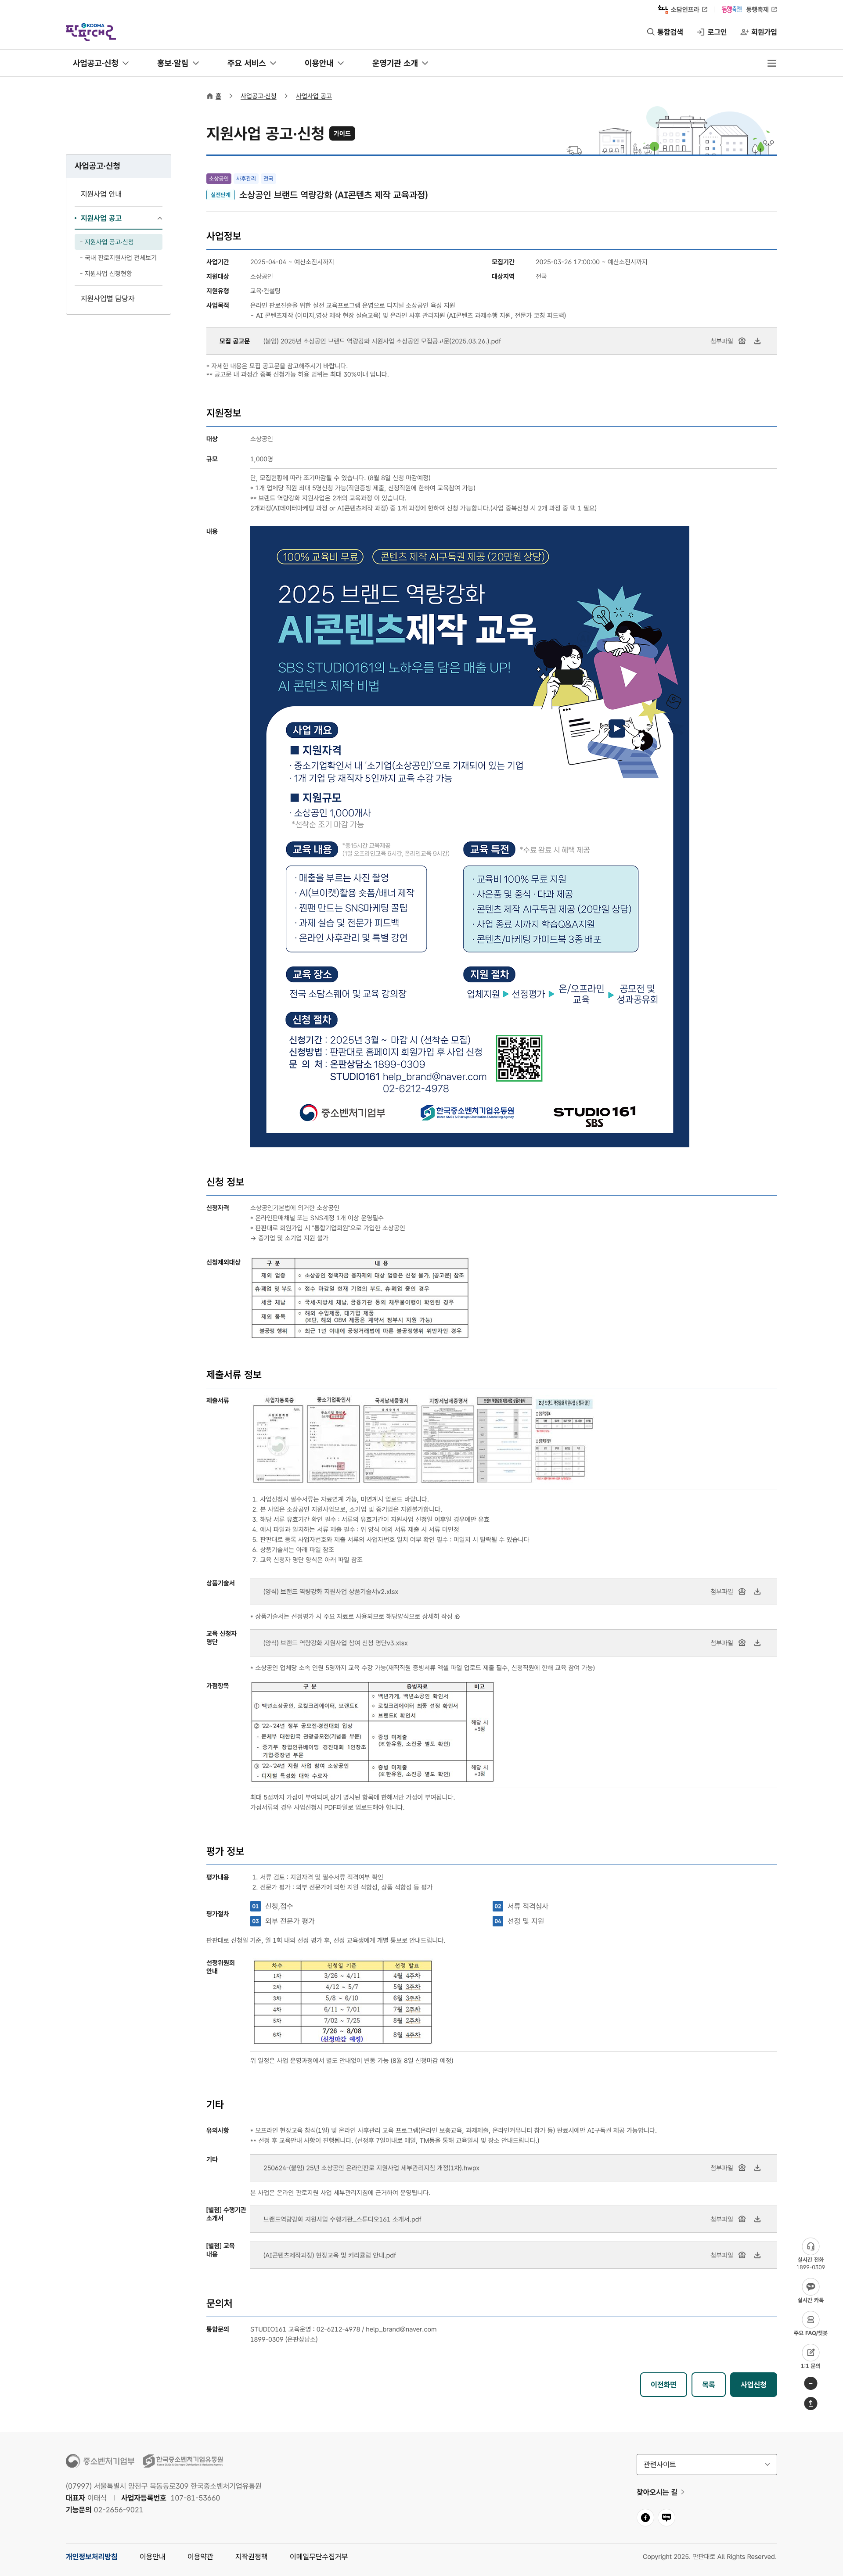 소담인프라
동행축제
동행축제
KODMA
판판대로
통합검색
로그인
회원가입
사업공고·신청
홍보·알림
주요 서비스
이용안내
운영기관 소개
홈
사업공고·신청
사업사업 공고
지원사업 공고·신청
가이드
사업공고·신청
지원사업 안내
지원사업 공고
- 지원사업 공고·신청
- 국내 판로지원사업 전체보기
- 지원사업 신청현황
지원사업별 담당자
소상공인
사후관리
전국
실전단계
소상공인 브랜드 역량강화 (AI콘텐츠 제작 교육과정)
사업정보
사업기간 2025-04-04 ~ 예산소진시까지
모집기간 2025-03-26 17:00:00 ~ 예산소진시까지
지원대상 소상공인
대상지역 전국
지원유형 교육·컨설팅
사업목적 온라인 판로진출을 위한 실전 교육프로그램 운영으로 디지털 소상공인 육성 지원
- AI 콘텐츠제작 (이미지,영상 제작 현장 실습교육) 및 온라인 사후 관리지원 (AI콘텐츠 과제수행 지원, 전문가 코칭 피드백)
모집 공고문 (붙임) 2025년 소상공인 브랜드 역량강화 지원사업 소상공인 모집공고문(2025.03.26.).pdf 첨부파일
* 자세한 내용은 모집 공고문을 참고해주시기 바랍니다.
** 공고문 내 과정간 중복 신청가능 허용 범위는 최대 30%이내 입니다.
지원정보
대상 소상공인
규모 1,000명
단, 모집현황에 따라 조기마감될 수 있습니다. (8월 8일 신청 마감예정)
* 1개 업체당 직원 최대 5명신청 가능(직원증빙 제출, 신청직원에 한하여 교육참여 가능)
** 브랜드 역량강화 지원사업은 2개의 교육과정 이 있습니다.
2개과정(AI데이터마케팅 과정 or AI콘텐츠제작 과정) 중 1개 과정에 한하여 신청 가능합니다.(사업 중복신청 시 2개 과정 중 택 1 필요)
내용
100% 교육비 무료
콘텐츠 제작 AI구독권 제공 (20만원 상당)
2025 브랜드 역량강화
AI콘텐츠제작 교육
SBS STUDIO161의 노하우를 담은 매출 UP!
AI 콘텐츠 제작 비법
사업 개요
■ 지원자격
· 중소기업확인서 내 '소기업(소상공인)'으로 기재되어 있는 기업
· 1개 기업 당 재직자 5인까지 교육 수강 가능
■ 지원규모
· 소상공인 1,000개사
*선착순 조기 마감 가능
교육 내용
*총15시간 교육제공
(1일 오프라인교육 6시간, 온라인교육 9시간)
· 매출을 부르는 사진 촬영
· AI(브이캣)활용 숏폼/배너 제작
· 찐팬 만드는 SNS마케팅 꿀팁
· 과제 실습 및 전문가 피드백
· 온라인 사후관리 및 특별 강연
교육 특전
*수료 완료 시 혜택 제공
· 교육비 100% 무료 지원
· 사은품 및 중식 · 다과 제공
· 콘텐츠 제작 AI구독권 제공 (20만원 상당)
· 사업 종료 시까지 학습Q&A지원
· 콘텐츠/마케팅 가이드북 3종 배포
교육 장소
전국 소담스퀘어 및 교육 강의장
지원 절차
업체지원 ▶ 선정평가 ▶ 온/오프라인 교육 ▶ 공모전 및 성과공유회
신청 절차
신청기간 : 2025년 3월 ~ 마감 시 (선착순 모집)
신청방법 : 판판대로 홈페이지 회원가입 후 사업 신청
문 의 처 : 온판상담소 1899-0309
STUDIO161 help_brand@naver.com
02-6212-4978
중소벤처기업부
한국중소벤처기업유통원
STUDIO 161
SBS
신청 정보
신청자격 소상공인기본법에 의거한 소상공인
* 온라인판매채널 또는 SNS계정 1개 이상 운영필수
* 판판대로 회원가입 시 "통합기업회원"으로 가입한 소상공인
→ 중기업 및 소기업 지원 불가
신청제외대상
구 분 내 용
제외 업종 ○ 소상공인 정책자금 융자제외 대상 업종은 신청 불가, [공고문] 참조
휴·폐업 및 부도 ○ 접수 마감일 현재 기업의 부도, 휴·폐업 중인 경우
세금 체납 ○ 국세·지방세 체납, 금융기관 등의 채무불이행이 확인된 경우
제외 품목 ○ 해외 수입제품, 대기업 제품
(※단, 해외 OEM 제품은 계약서 첨부시 지원 가능)
불공정 행위 ○ 최근 1년 이내에 공정거래법에 따른 불공정행위 위반자인 경우
제출서류 정보
제출서류
사업자등록증
중소기업확인서
국세납세증명서
지방세납세증명서
1. 사업신청시 필수서류는 자료연계 가능, 미연계시 업로드 바랍니다.
2. 본 사업은 소상공인 지원사업으로, 소기업 및 중기업은 지원불가합니다.
3. 해당 서류 유효기간 확인 필수 : 서류의 유효기간이 지원사업 신청일 이후일 경우에만 유효
4. 예시 파일과 일치하는 서류 제출 필수 : 위 양식 이외 서류 제출 시 서류 미인정
5. 판판대로 등록 사업자번호와 제출 서류의 사업자번호 일치 여부 확인 필수 : 미일치 시 탈락될 수 있습니다
6. 상품기술서는 아래 파일 참조
7. 교육 신청자 명단 양식은 아래 파일 참조
상품기술서 (양식) 브랜드 역량강화 지원사업 상품기술서v2.xlsx 첨부파일
* 상품기술서는 선정평가 시 주요 자료로 사용되므로 해당양식으로 상세히 작성 必
교육 신청자 명단 (양식) 브랜드 역량강화 지원사업 참여 신청 명단v3.xlsx 첨부파일
* 소상공인 업체당 소속 인원 5명까지 교육 수강 가능(재직직원 증빙서류 엑셀 파일 업로드 제출 필수, 신청직원에 한해 교육 참여 가능)
가점항목
구 분 증빙자료 비고
① 백년소상공인, 로컬크리에이터, 브랜드K
○ 백년가게, 백년소공인 확인서
○ 로컬크리에이터 최종 선정 확인서
○ 브랜드K 확인서
해당 시
+3점
② '22~'24년 정부 공모전·경진대회 입상
- 문체부 대한민국 관광공모전(기념품 부문)
- 중기부 창업인큐베이팅 경진대회 1인창조기업·중장년 부문
○ 증빙 미제출
(※한유원, 소진공 별도 확인)
③ '22~'24년 지원 사업 참여 소상공인
- 디지털 특성화 대학 수료자
○ 증빙 미제출
(※한유원, 소진공 별도 확인)
최대 5점까지 가점이 부여되며,상기 명시된 항목에 한해서만 가점이 부여됩니다.
가점서류의 경우 사업신청시 PDF파일로 업로드해야 합니다.
평가 정보
평가내용 1. 서류 검토 : 지원자격 및 필수서류 적격여부 확인
2. 전문가 평가 : 외부 전문가에 의한 지원 적합성, 상품 적합성 등 평가
평가절차
01 신청,접수
02 서류 적격심사
03 외부 전문가 평가
04 선정 및 지원
판판대로 신청일 기준, 월 1회 내외 선정 평가 후, 선정 교육생에게 개별 통보로 안내드립니다.
선정위원회 안내
차수 신청일 기준 선정 발표
1차 3/26 ~ 4/11 4월 4주차
2차 4/12 ~ 5/7 5월 3주차
3차 5/8 ~ 6/10 6월 3주차
4차 6/11 ~ 7/01 7월 2주차
5차 7/02 ~ 7/25 8월 2주차
6차 7/26 ~ 8/08 (신청마감 예정) 8월 4주차
위 일정은 사업 운영과정에서 별도 안내없이 변동 가능 (8월 8일 신청마감 예정)
기타
유의사항 * 오프라인 현장교육 참석(1일) 및 온라인 사후관리 교육 프로그램(온라인 보충교육, 과제제출, 온라인커뮤니티 참가 등) 완료시에만 AI구독권 제공 가능합니다.
** 선정 후 교육안내 사항이 진행됩니다. (선정후 7일이내로 메일, TM등을 통해 교육일시 및 장소 안내드립니다.)
기타 250624-(붙임) 25년 소상공인 온라인판로 지원사업 세부관리지침 개정(1차).hwpx 첨부파일
본 사업은 온라인 판로지원 사업 세부관리지침에 근거하여 운영됩니다.
[별첨] 수행기관 소개서 브랜드역량강화 지원사업 수행기관_스튜디오161 소개서.pdf 첨부파일
[별첨] 교육 내용 (AI콘텐츠제작과정) 현장교육 및 커리큘럼 안내.pdf 첨부파일
문의처
통합문의 STUDIO161 교육운영 : 02-6212-4978 / help_brand@naver.com
1899-0309 (온판상담소)
이전화면
목록
사업신청
실시간 전화
1899-0309
실시간 카톡
주요 FAQ/챗봇
1:1 문의
중소벤처기업부
한국중소벤처기업유통원
관련사이트
(07997) 서울특별시 양천구 목동동로309 한국중소벤처기업유통원
대표자 이태식 | 사업자등록번호 107-81-53660
기능문의 02-2656-9021
찾아오시는 길
개인정보처리방침
이용안내
이용약관
저작권정책
이메일무단수집거부
Copyright 2025. 판판대로 All Rights Reserved.